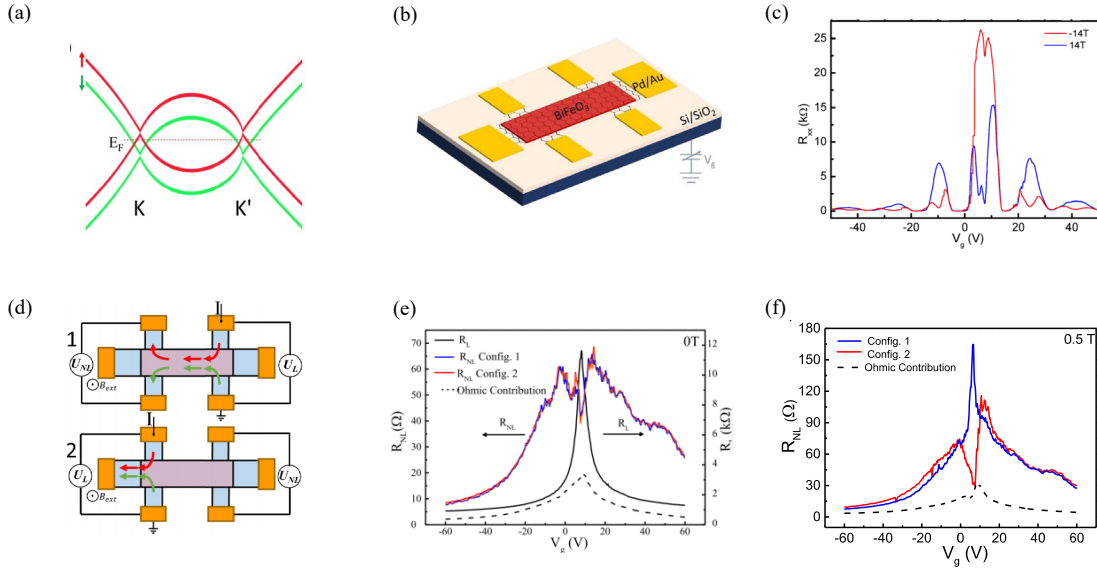 (a)
E_F
K
K'
(b)
BiFeO₃
Pd/Au
Si/SiO₂
V_g
(c)
R_xx (kΩ)
25
20
15
10
5
0
-14T
14T
-40
-20
0
20
40
V_g (V)
(d)
1
I
U_NL
U_L
B_ext
2
I
U_L
U_NL
B_ext
(e)
R_NL (Ω)
70
60
50
40
30
20
10
0
R_L
R_NL Config. 1
R_NL Config. 2
Ohmic Contribution
0T
R_NL
R_L
12
10
8
6
4
2
0
-60
-40
-20
0
20
40
60
V_g (V)
(f)
R_NL (Ω)
180
150
120
90
60
30
0
Config. 1
Config. 2
Ohmic Contribution
0.5 T
-60
-40
-20
0
20
40
60
V_g (V)